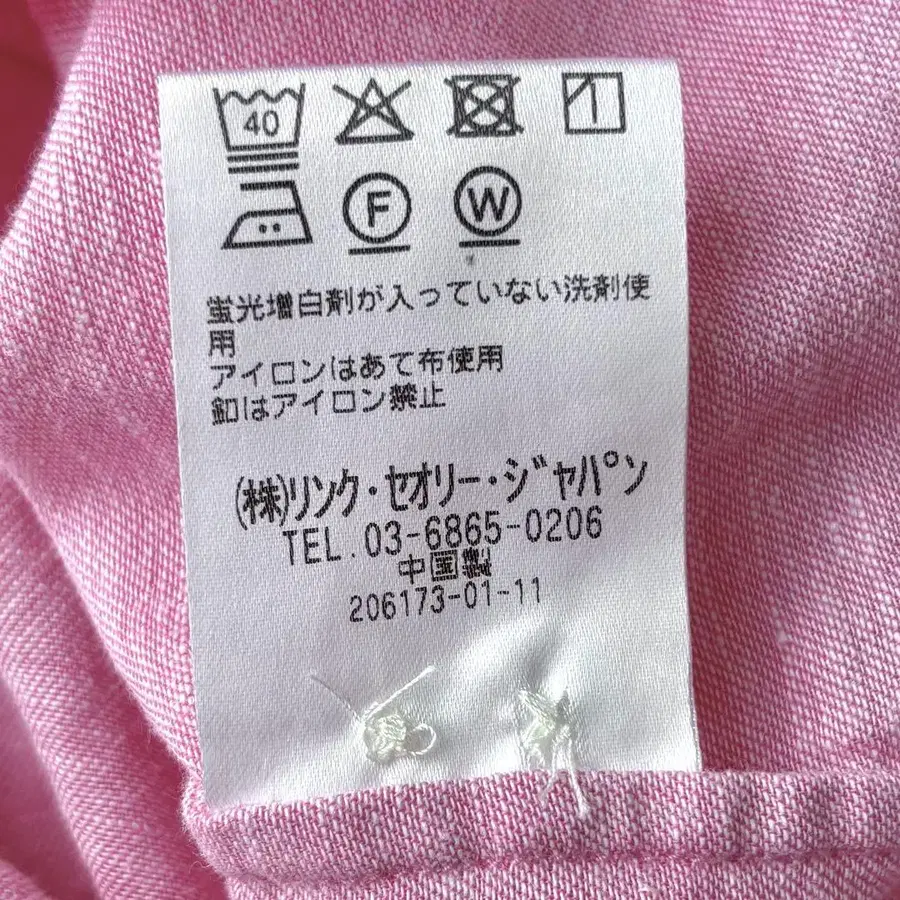 40
F W
蛍光増白剤が入っていない洗剤使
用
アイロンはあて布使用
釦はアイロン禁止
(株)リンク・セオリー・ジャパン
TEL.03-6865-0206
中国製
206173-01-11